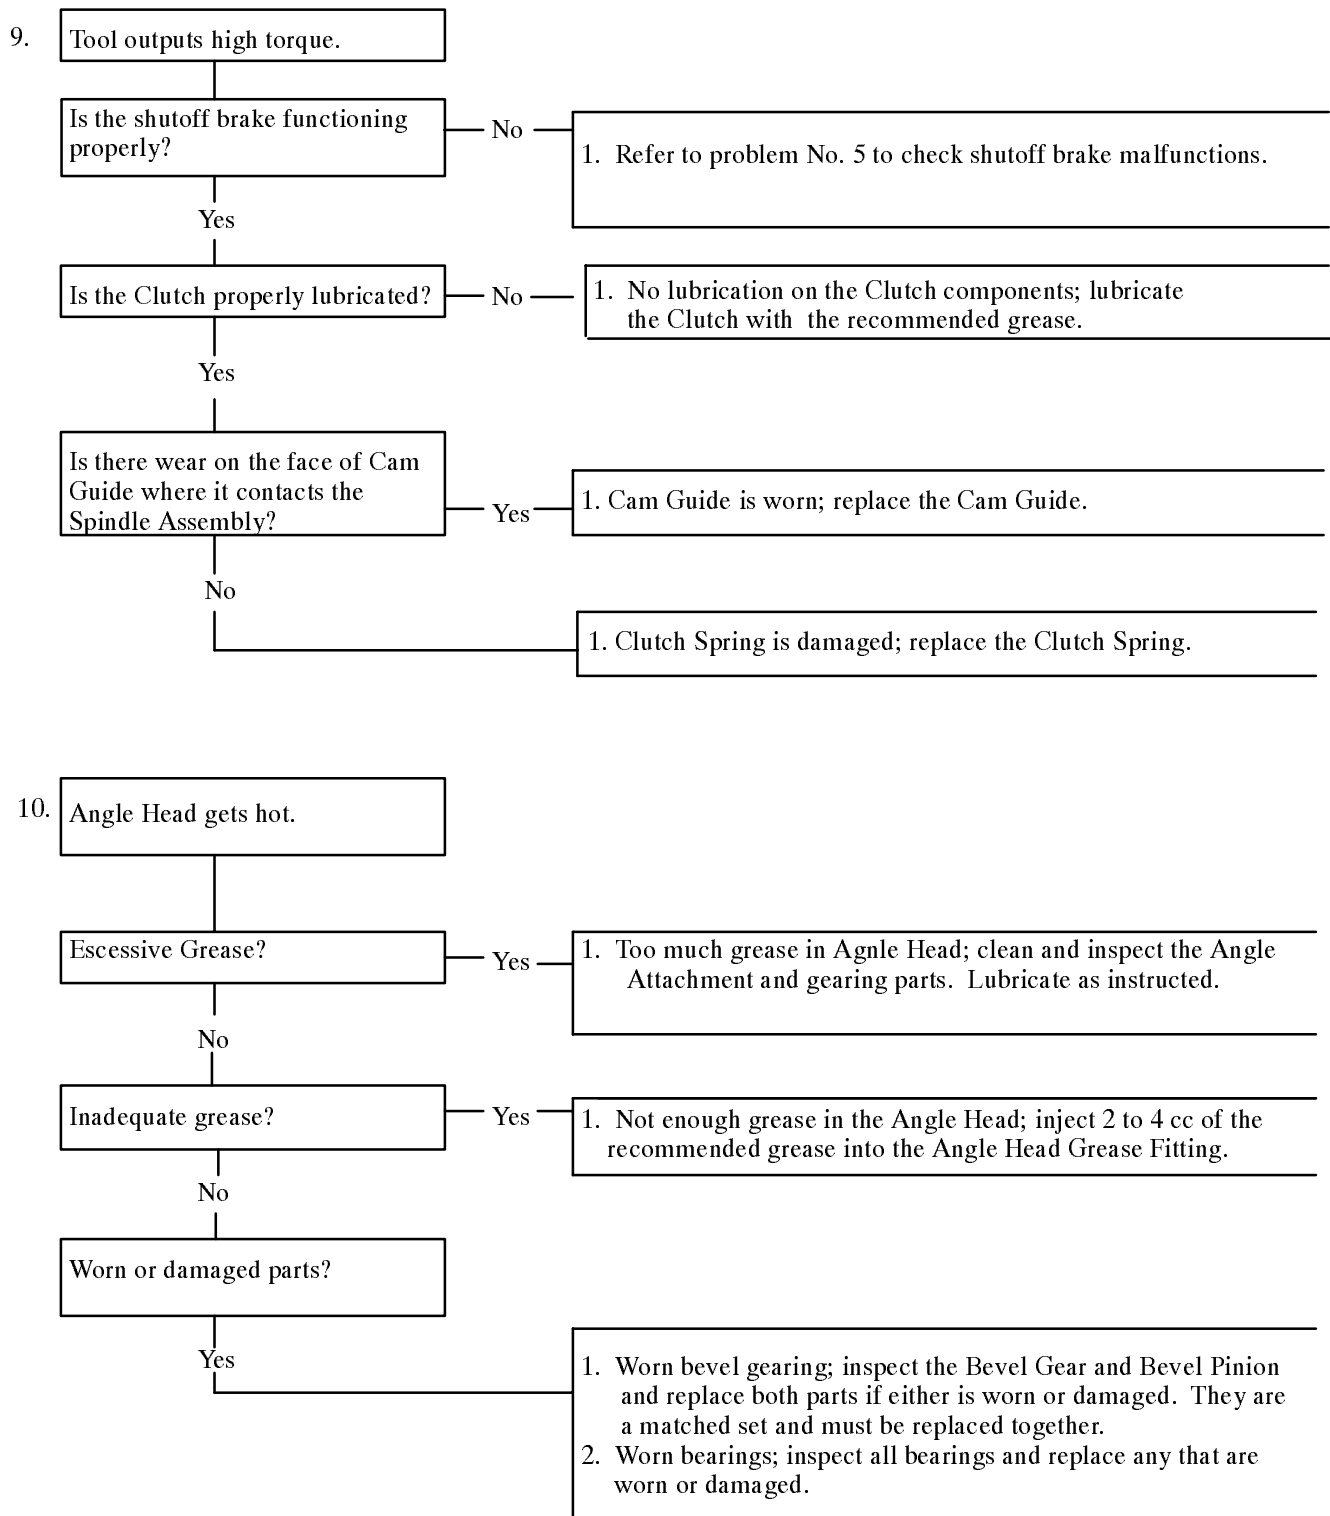 9.
Tool outputs high torque.
Is the shutoff brake functioning
properly?
No
1. Refer to problem No. 5 to check shutoff brake malfunctions.
Yes
Is the Clutch properly lubricated?
No
1. No lubrication on the Clutch components; lubricate
the Clutch with the recommended grease.
Yes
Is there wear on the face of Cam
Guide where it contacts the
Spindle Assembly?
Yes
1. Cam Guide is worn; replace the Cam Guide.
No
1. Clutch Spring is damaged; replace the Clutch Spring.
10.
Angle Head gets hot.
Escessive Grease?
Yes
1. Too much grease in Agnle Head; clean and inspect the Angle
Attachment and gearing parts. Lubricate as instructed.
No
Inadequate grease?
Yes
1. Not enough grease in the Angle Head; inject 2 to 4 cc of the
recommended grease into the Angle Head Grease Fitting.
No
Worn or damaged parts?
Yes
1. Worn bevel gearing; inspect the Bevel Gear and Bevel Pinion
and replace both parts if either is worn or damaged. They are
a matched set and must be replaced together.
2. Worn bearings; inspect all bearings and replace any that are
worn or damaged.